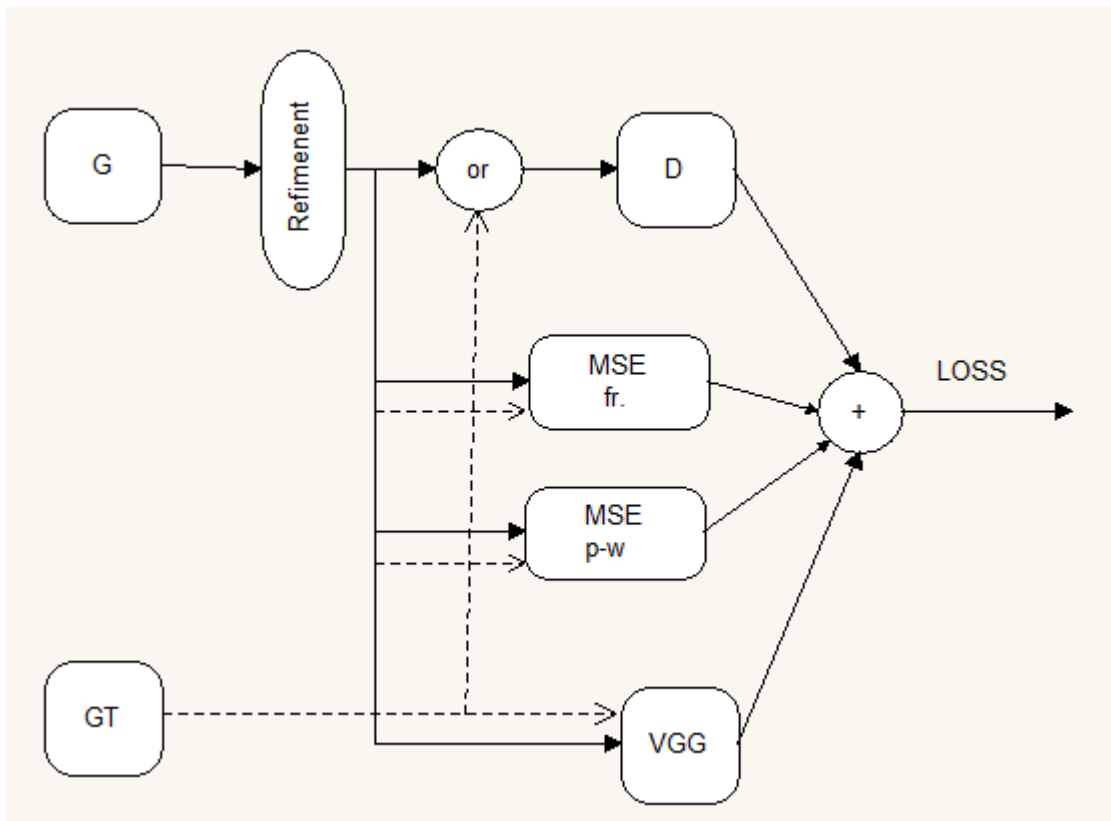 G
Refimenent
or
D
MSE
fr.
LOSS
+
MSE
p-w
GT
VGG